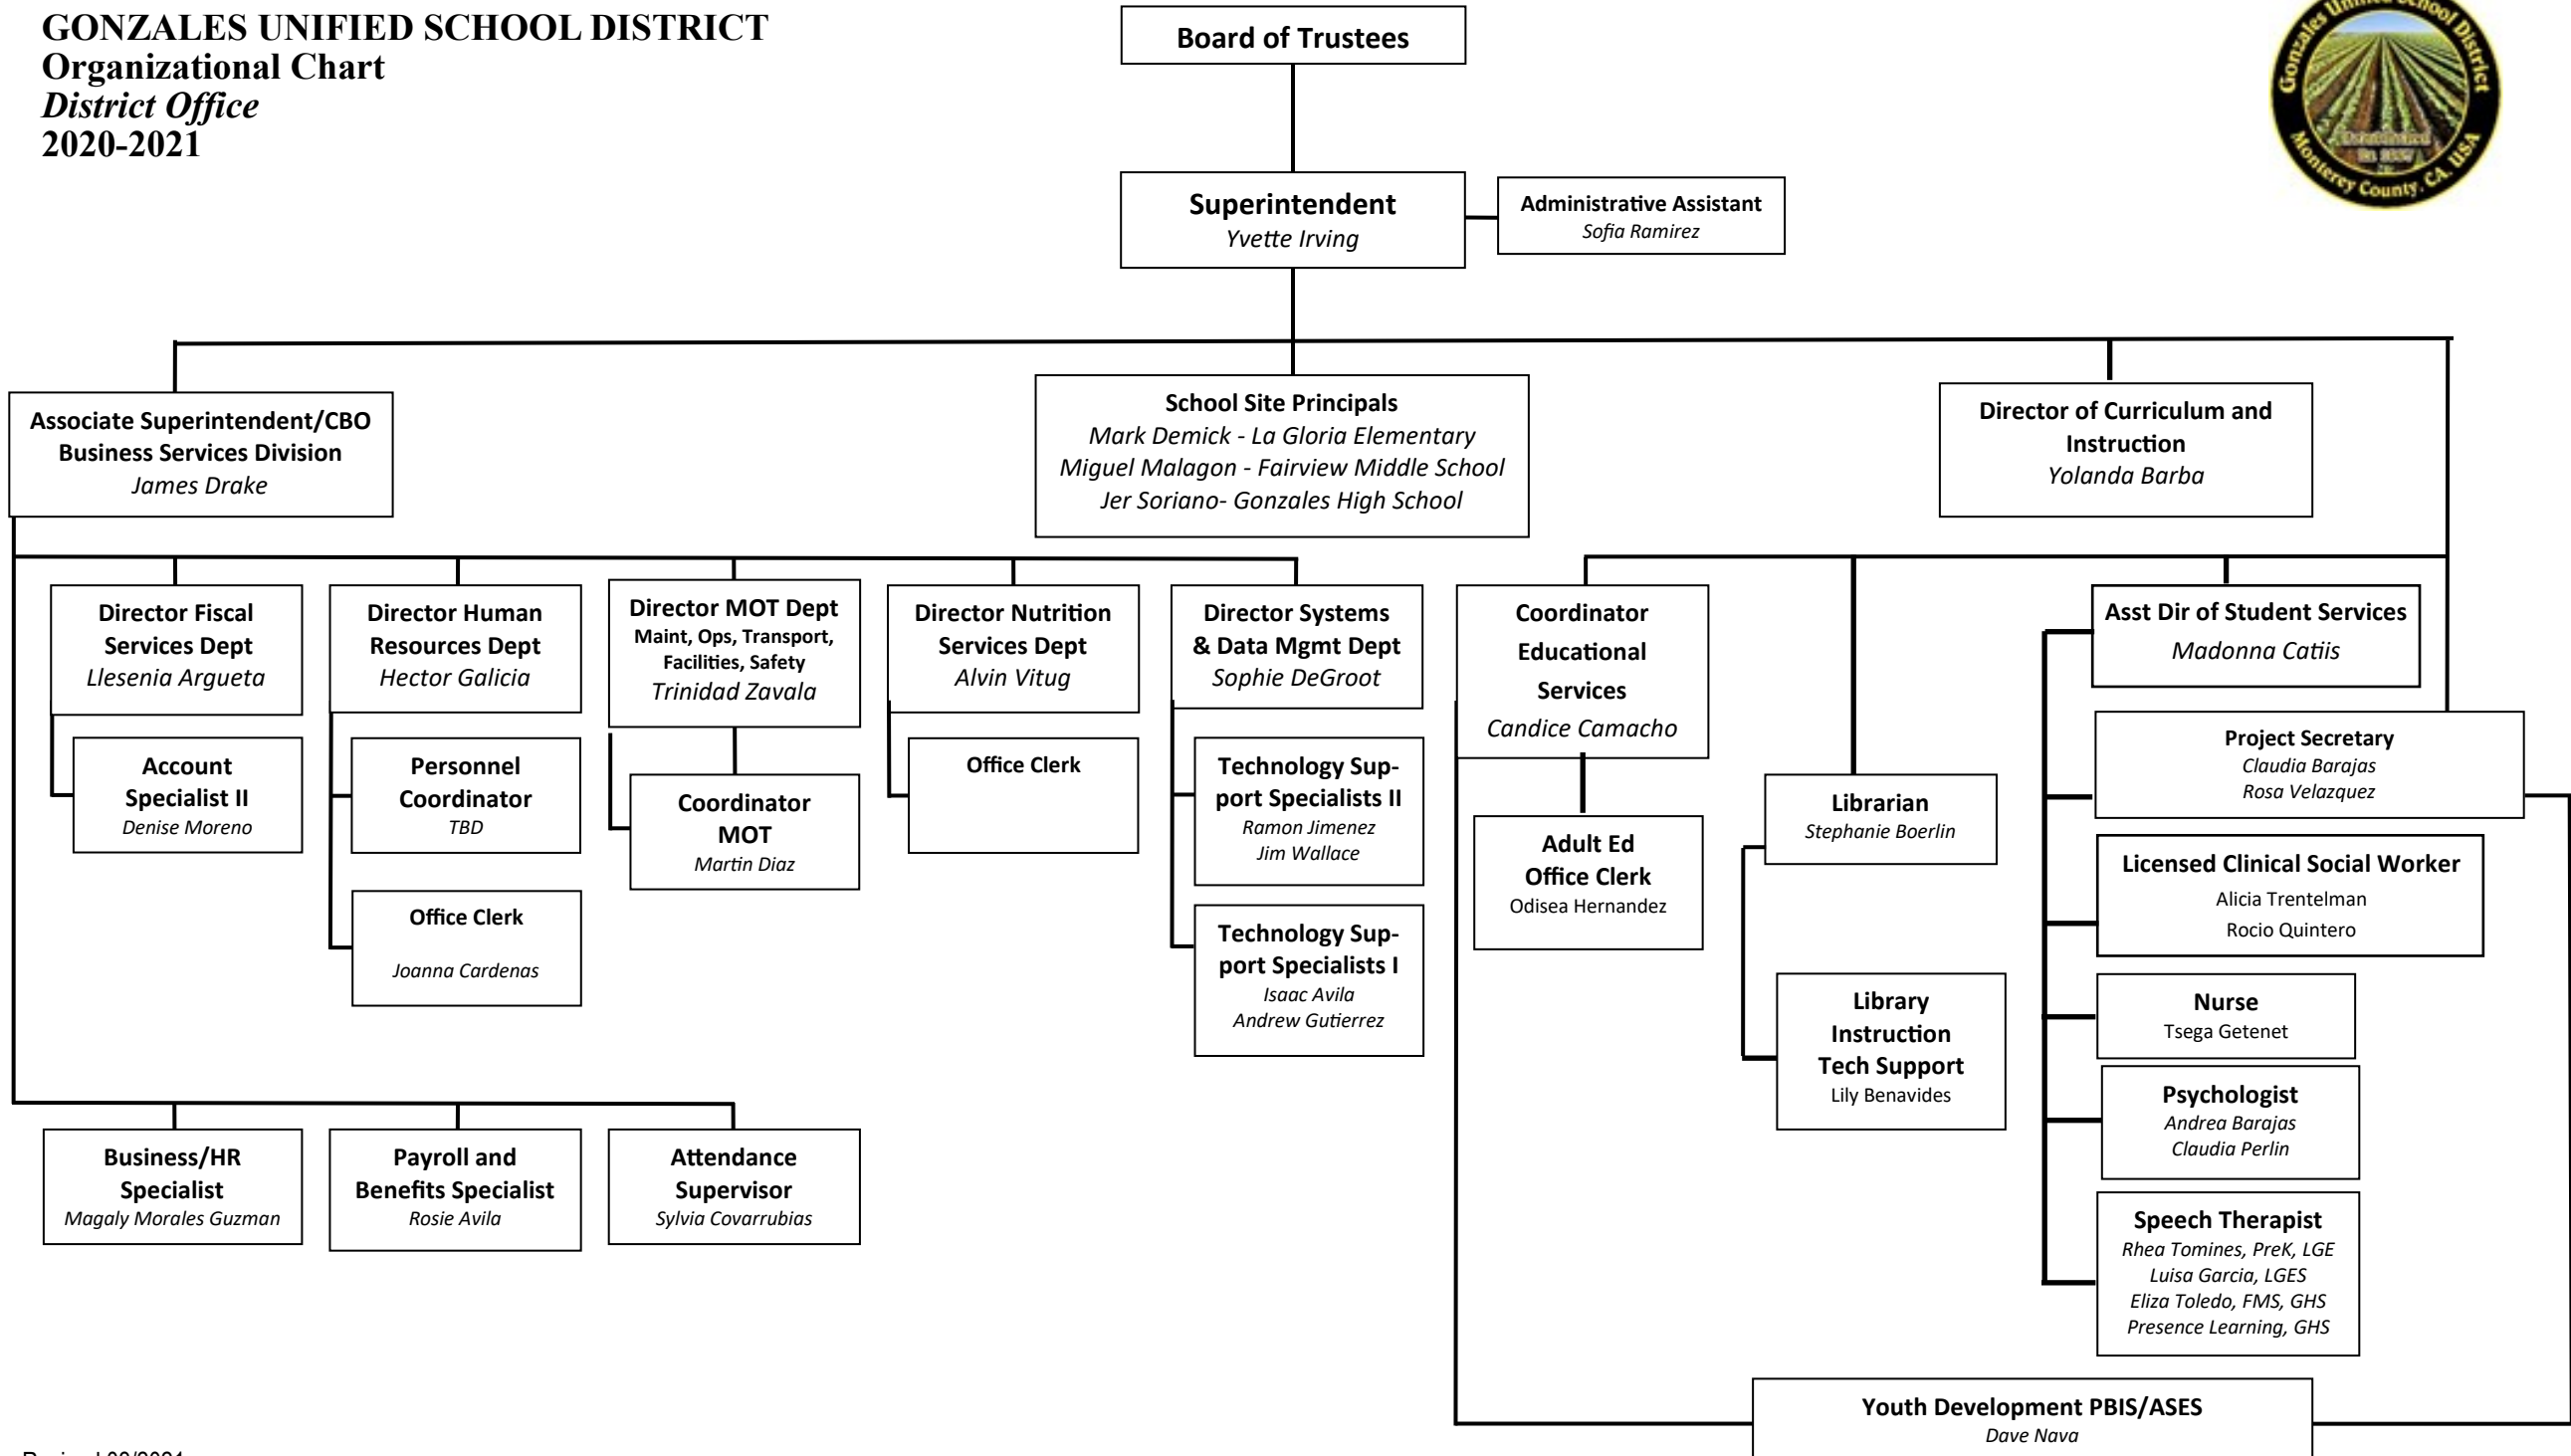 GONZALES UNIFIED SCHOOL DISTRICT
Organizational Chart
District Office
2020-2021
Board of Trustees
Gonzales Unified School District
Monterey County, CA, USA
Superintendent
Yvette Irving
Administrative Assistant
Sofia Ramirez
Associate Superintendent/CBO
Business Services Division
James Drake
School Site Principals
Mark Demick - La Gloria Elementary
Miguel Malagon - Fairview Middle School
Jer Soriano- Gonzales High School
Director of Curriculum and
Instruction
Yolanda Barba
Director Fiscal
Services Dept
Llesenia Argueta
Director Human
Resources Dept
Hector Galicia
Director MOT Dept
Maint, Ops, Transport,
Facilities, Safety
Trinidad Zavala
Director Nutrition
Services Dept
Alvin Vitug
Director Systems
& Data Mgmt Dept
Sophie DeGroot
Coordinator
Educational
Services
Candice Camacho
Asst Dir of Student Services
Madonna Catiis
Account
Specialist II
Denise Moreno
Personnel
Coordinator
TBD
Office Clerk
Joanna Cardenas
Coordinator
MOT
Martin Diaz
Office Clerk
Technology Sup-
port Specialists II
Ramon Jimenez
Jim Wallace
Technology Sup-
port Specialists I
Isaac Avila
Andrew Gutierrez
Adult Ed
Office Clerk
Odisea Hernandez
Librarian
Stephanie Boerlin
Library
Instruction
Tech Support
Lily Benavides
Project Secretary
Claudia Barajas
Rosa Velazquez
Licensed Clinical Social Worker
Alicia Trentelman
Rocio Quintero
Nurse
Tsega Getenet
Psychologist
Andrea Barajas
Claudia Perlin
Speech Therapist
Rhea Tomines, PreK, LGE
Luisa Garcia, LGES
Eliza Toledo, FMS, GHS
Presence Learning, GHS
Business/HR
Specialist
Magaly Morales Guzman
Payroll and
Benefits Specialist
Rosie Avila
Attendance
Supervisor
Sylvia Covarrubias
Youth Development PBIS/ASES
Dave Nava